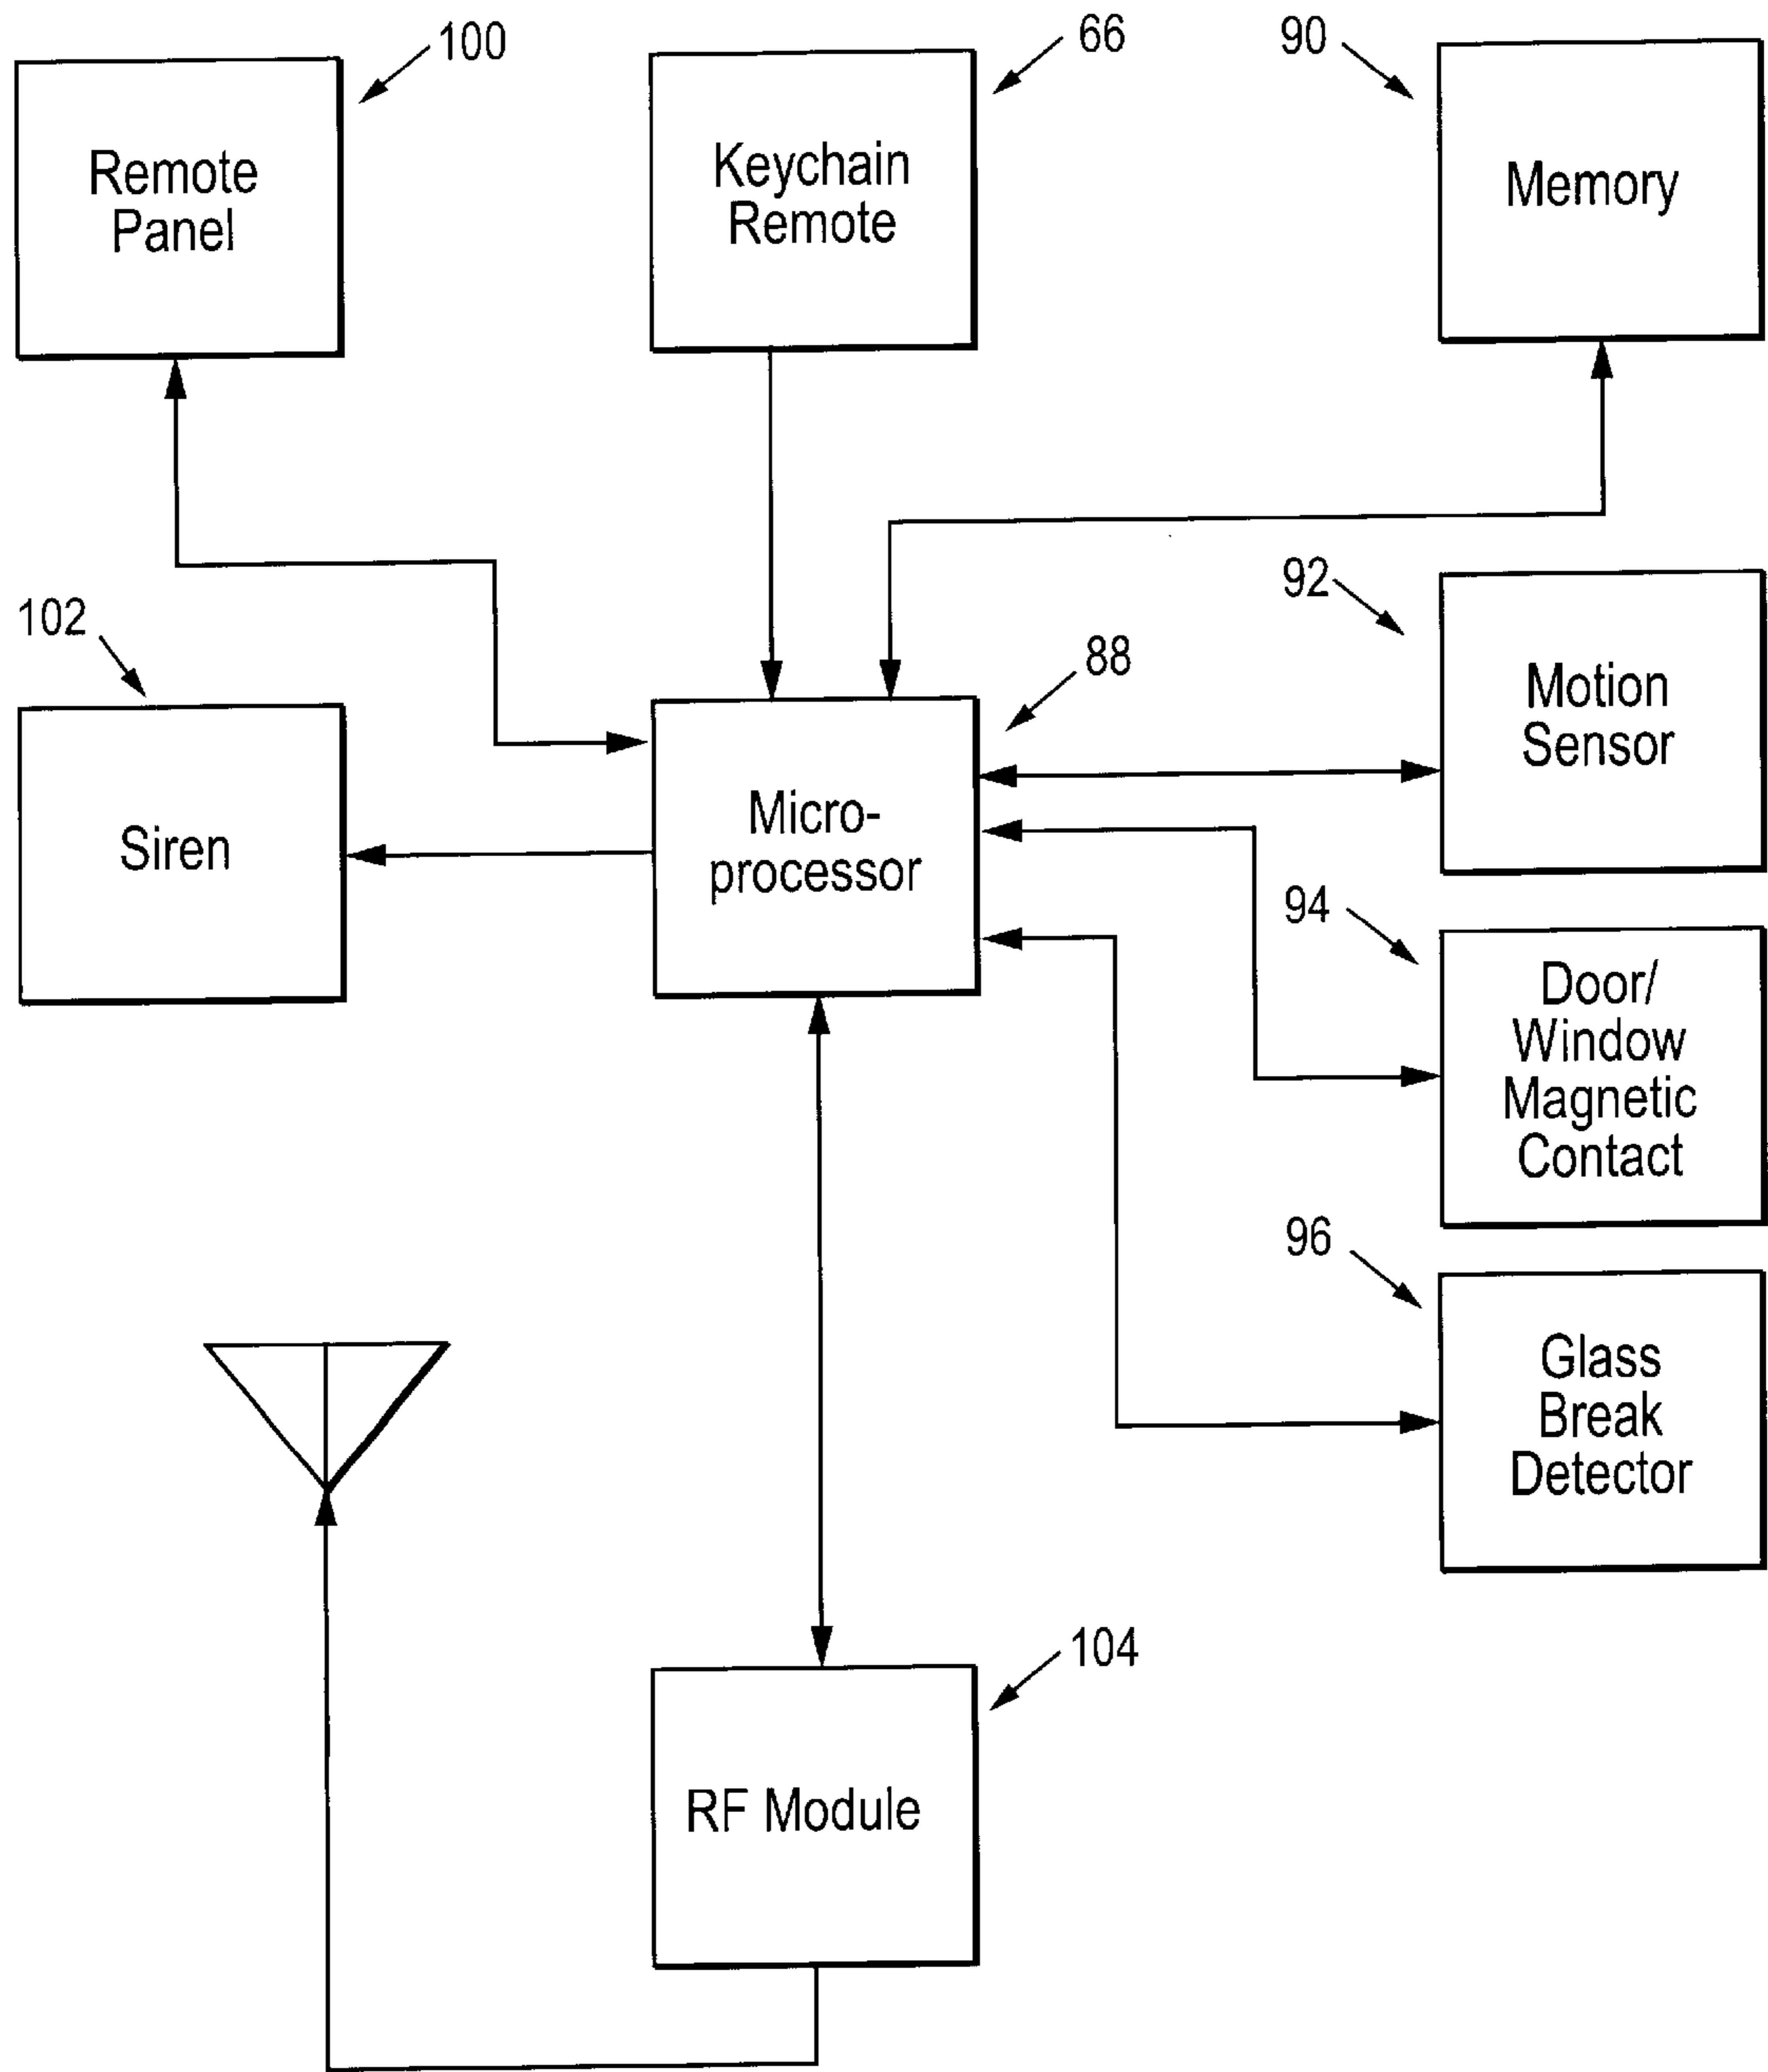 100
Remote
Panel
66
Keychain
Remote
90
Memory
102
Siren
88
Micro-
processor
92
Motion
Sensor
94
Door/
Window
Magnetic
Contact
96
Glass
Break
Detector
104
RF Module